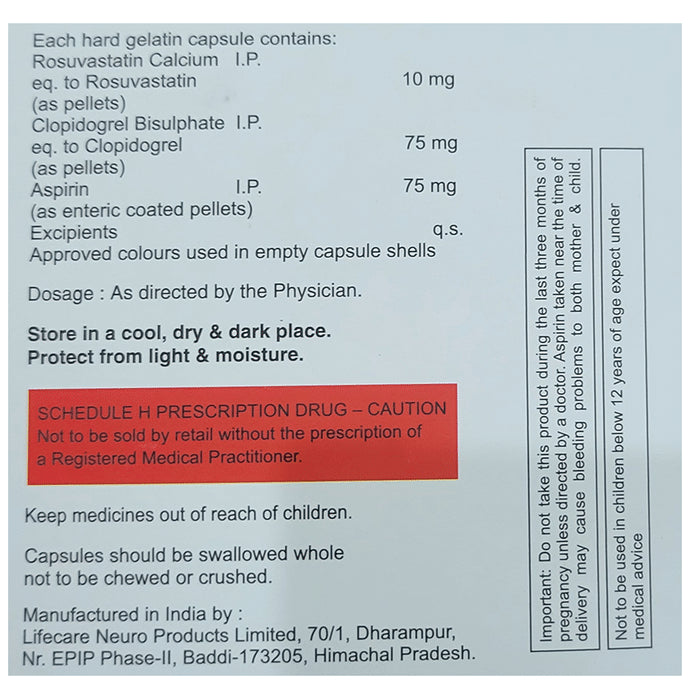 Each hard gelatin capsule contains:
Rosuvastatin Calcium I.P.
eq. to Rosuvastatin 10 mg
(as pellets)
Clopidogrel Bisulphate I.P.
eq. to Clopidogrel 75 mg
(as pellets)
Aspirin I.P. 75 mg
(as enteric coated pellets)
Excipients q.s.
Approved colours used in empty capsule shells
Dosage : As directed by the Physician.
Store in a cool, dry & dark place.
Protect from light & moisture.
SCHEDULE H PRESCRIPTION DRUG – CAUTION
Not to be sold by retail without the prescription of
a Registered Medical Practitioner.
Keep medicines out of reach of children.
Capsules should be swallowed whole
not to be chewed or crushed.
Manufactured in India by :
Lifecare Neuro Products Limited, 70/1, Dharampur,
Nr. EPIP Phase-II, Baddi-173205, Himachal Pradesh.
Important: Do not take this product during the last three months of
pregnancy unless directed by a doctor. Aspirin taken near the time of
delivery may cause bleeding problems to both mother & child.
Not to be used in children below 12 years of age expect under
medical advice